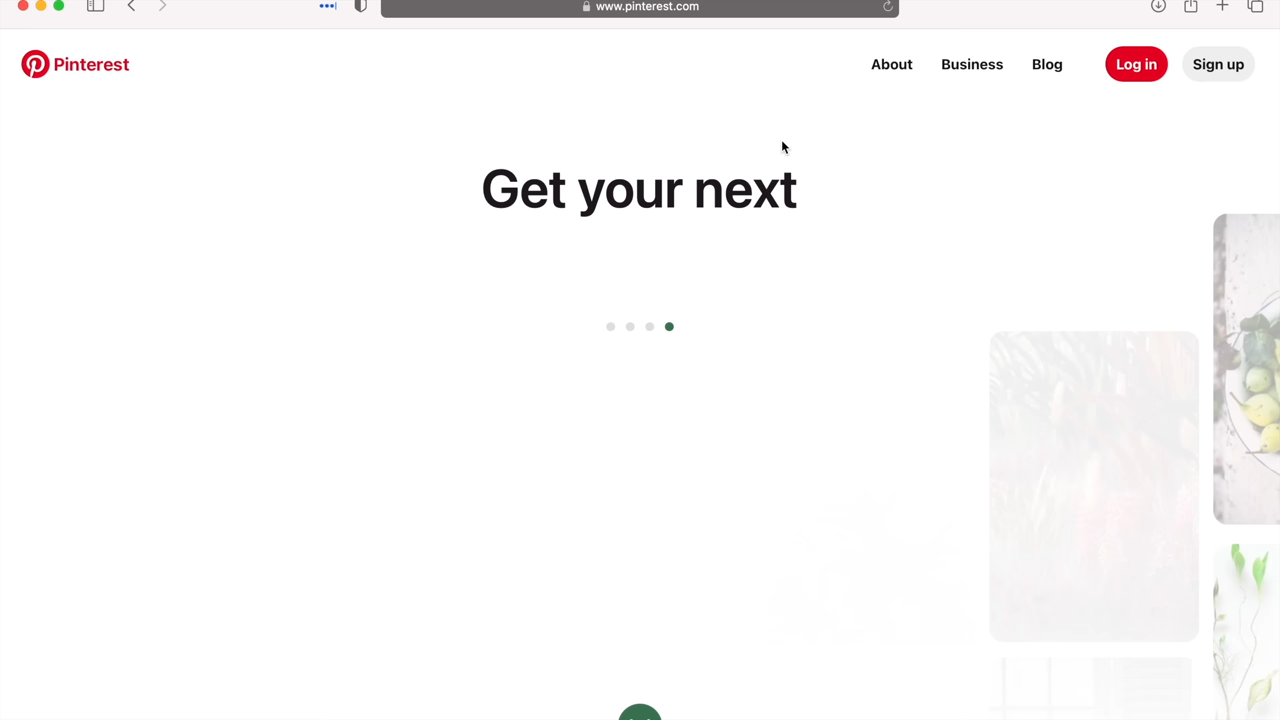 www.pinterest.com
Pinterest
About
Business
Blog
Log in
Sign up
Get your next